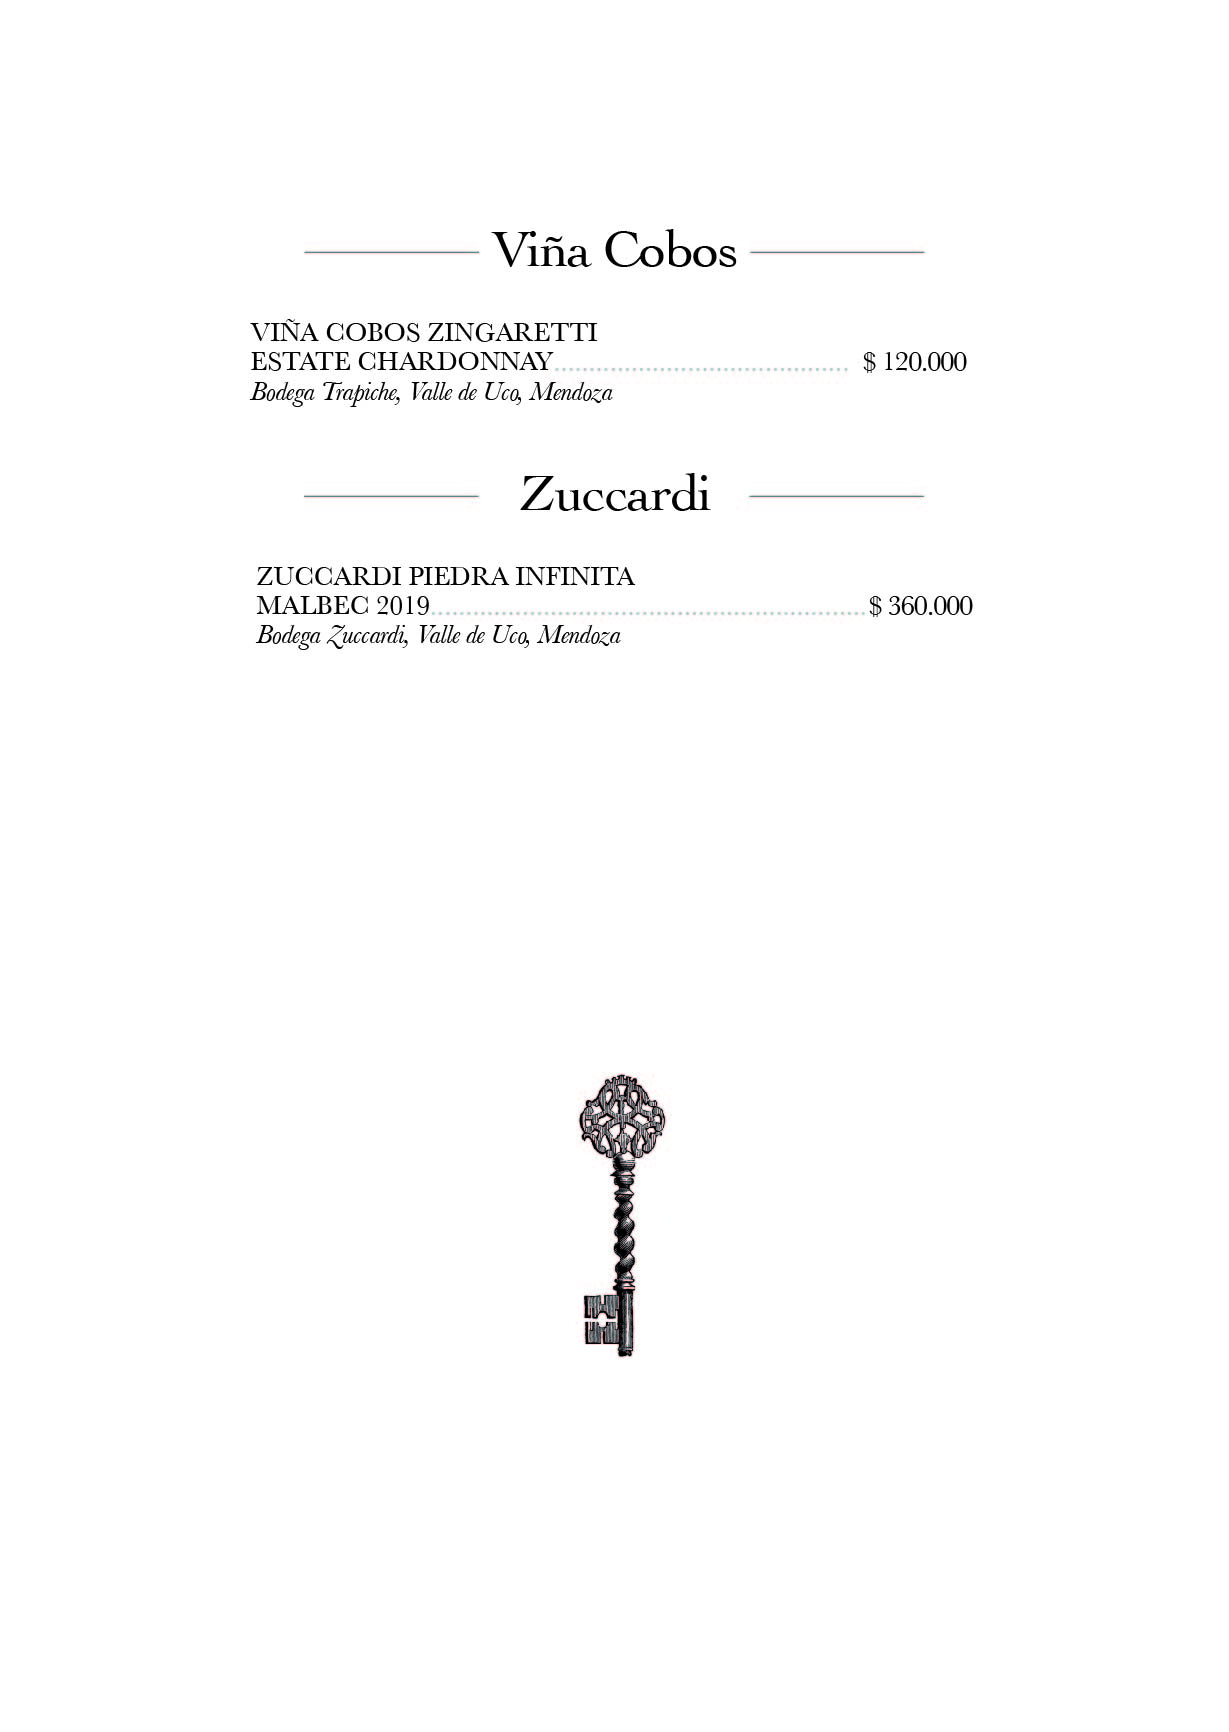 Viña Cobos
VIÑA COBOS ZINGARETTI
ESTATE CHARDONNAY.......................................... $ 120.000
Bodega Trapiche, Valle de Uco, Mendoza
Zuccardi
ZUCCARDI PIEDRA INFINITA
MALBEC 2019..............................................................$ 360.000
Bodega Zuccardi, Valle de Uco, Mendoza